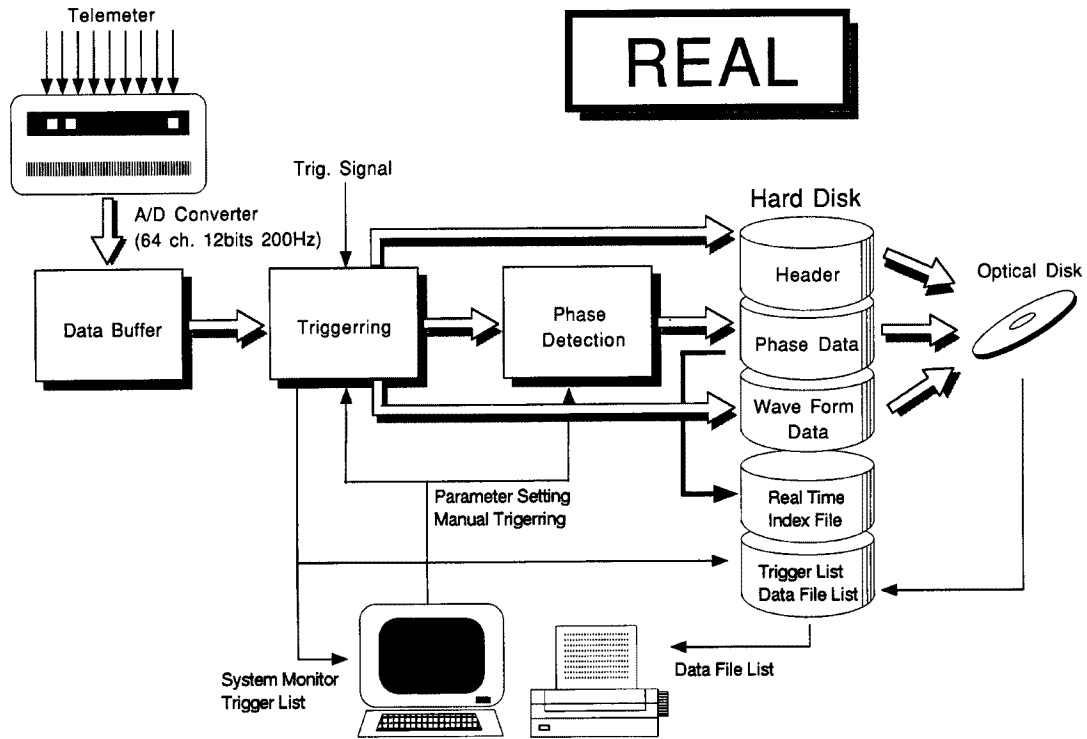 Telemeter
REAL
Trig. Signal
A/D Converter
(64 ch. 12bits 200Hz)
Hard Disk
Header
Optical Disk
Data Buffer
Triggerring
Phase
Detection
Phase Data
Wave Form
Data
Parameter Setting
Manual Trigerring
Real Time
Index File
Trigger List
Data File List
System Monitor
Trigger List
Data File List